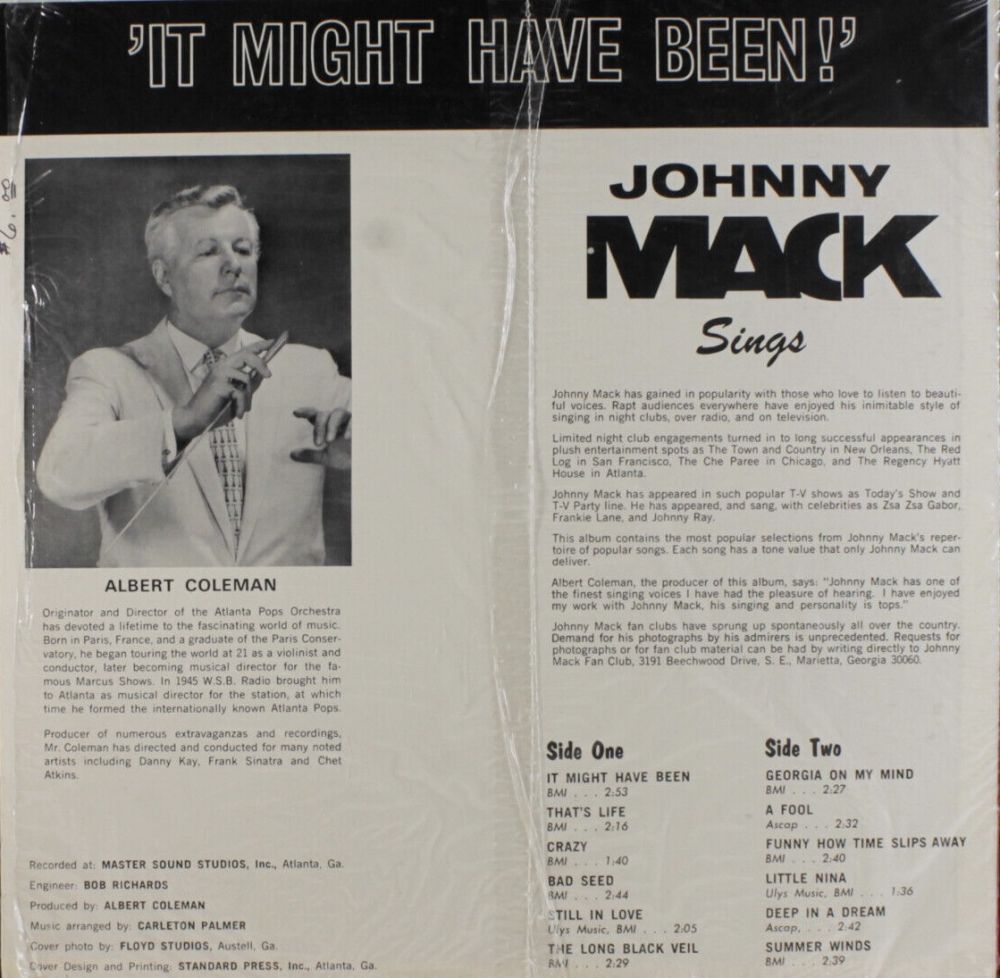 'IT MIGHT HAVE BEEN!'
$6.98
ALBERT COLEMAN
Originator and Director of the Atlanta Pops Orchestra
has devoted a lifetime to the fascinating world of music.
Born in Paris, France, and a graduate of the Paris Conser-
vatory, he began touring the world at 21 as a violinist and
conductor, later becoming musical director for the fa-
mous Marcus Shows. In 1945 W.S.B. Radio brought him
to Atlanta as musical director for the station, at which
time he formed the internationally known Atlanta Pops.
Producer of numerous extravaganzas and recordings,
Mr. Coleman has directed and conducted for many noted
artists including Danny Kay, Frank Sinatra and Chet
Atkins.
Recorded at: MASTER SOUND STUDIOS, Inc., Atlanta, Ga.
Engineer: BOB RICHARDS
Produced by: ALBERT COLEMAN
Music arranged by: CARLETON PALMER
Cover photo by: FLOYD STUDIOS, Austell, Ga.
Cover Design and Printing: STANDARD PRESS, Inc., Atlanta, Ga.
JOHNNY
MACK
Sings
Johnny Mack has gained in popularity with those who love to listen to beauti-
ful voices. Rapt audiences everywhere have enjoyed his inimitable style of
singing in night clubs, over radio, and on television.
Limited night club engagements turned in to long successful appearances in
plush entertainment spots as The Town and Country in New Orleans, The Red
Log in San Francisco, The Che Paree in Chicago, and The Regency Hyatt
House in Atlanta.
Johnny Mack has appeared in such popular T-V shows as Today's Show and
T-V Party line. He has appeared, and sang, with celebrities as Zsa Zsa Gabor,
Frankie Lane, and Johnny Ray.
This album contains the most popular selections from Johnny Mack's reper-
toire of popular songs. Each song has a tone value that only Johnny Mack can
deliver.
Albert Coleman, the producer of this album, says: "Johnny Mack has one of
the finest singing voices I have had the pleasure of hearing. I have enjoyed
my work with Johnny Mack, his singing and personality is tops."
Johnny Mack fan clubs have sprung up spontaneously all over the country.
Demand for his photographs by his admirers is unprecedented. Requests for
photographs or for fan club material can be had by writing directly to Johnny
Mack Fan Club, 3191 Beechwood Drive, S. E., Marietta, Georgia 30060.
Side One
IT MIGHT HAVE BEEN
BMI . . . 2:53
THAT'S LIFE
BMI . . . 2:16
CRAZY
BMI . . . 1:40
BAD SEED
BMI . . . 2:44
STILL IN LOVE
Ulys Music, BMI . . . 2:05
THE LONG BLACK VEIL
BMI . . . 2:29
Side Two
GEORGIA ON MY MIND
BMI . . . 2:27
A FOOL
Ascap . . . 2:32
FUNNY HOW TIME SLIPS AWAY
BMI . . . 2:40
LITTLE NINA
Ulys Music, BMI . . . 1:36
DEEP IN A DREAM
Ascap, . . . 2:42
SUMMER WINDS
BMI . . . 2:39